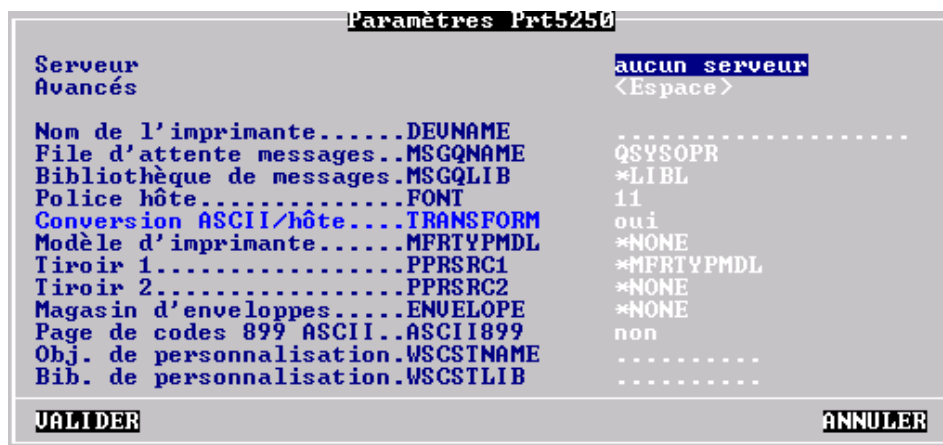 Paramètres Prt5250
Serveur aucun serveur
Avancés <Espace>
Nom de l'imprimante......DEVNAME .....................
File d'attente messages..MSGQNAME QSYSOPR
Bibliothèque de messages.MSGQLIB *LIBL
Police hôte..............FONT 11
Conversion ASCII/hôte....TRANSFORM oui
Modèle d'imprimante......MFRTYPMDL *NONE
Tiroir 1.................PPRSRC1 *MFRTYPMDL
Tiroir 2.................PPRSRC2 *NONE
Magasin d'enveloppes.....ENVELOPE *NONE
Page de codes 899 ASCII..ASCII899 non
Obj. de personnalisation.WSCSTNAME ..........
Bib. de personnalisation.WSCSTLIB ..........
VALIDER ANNULER